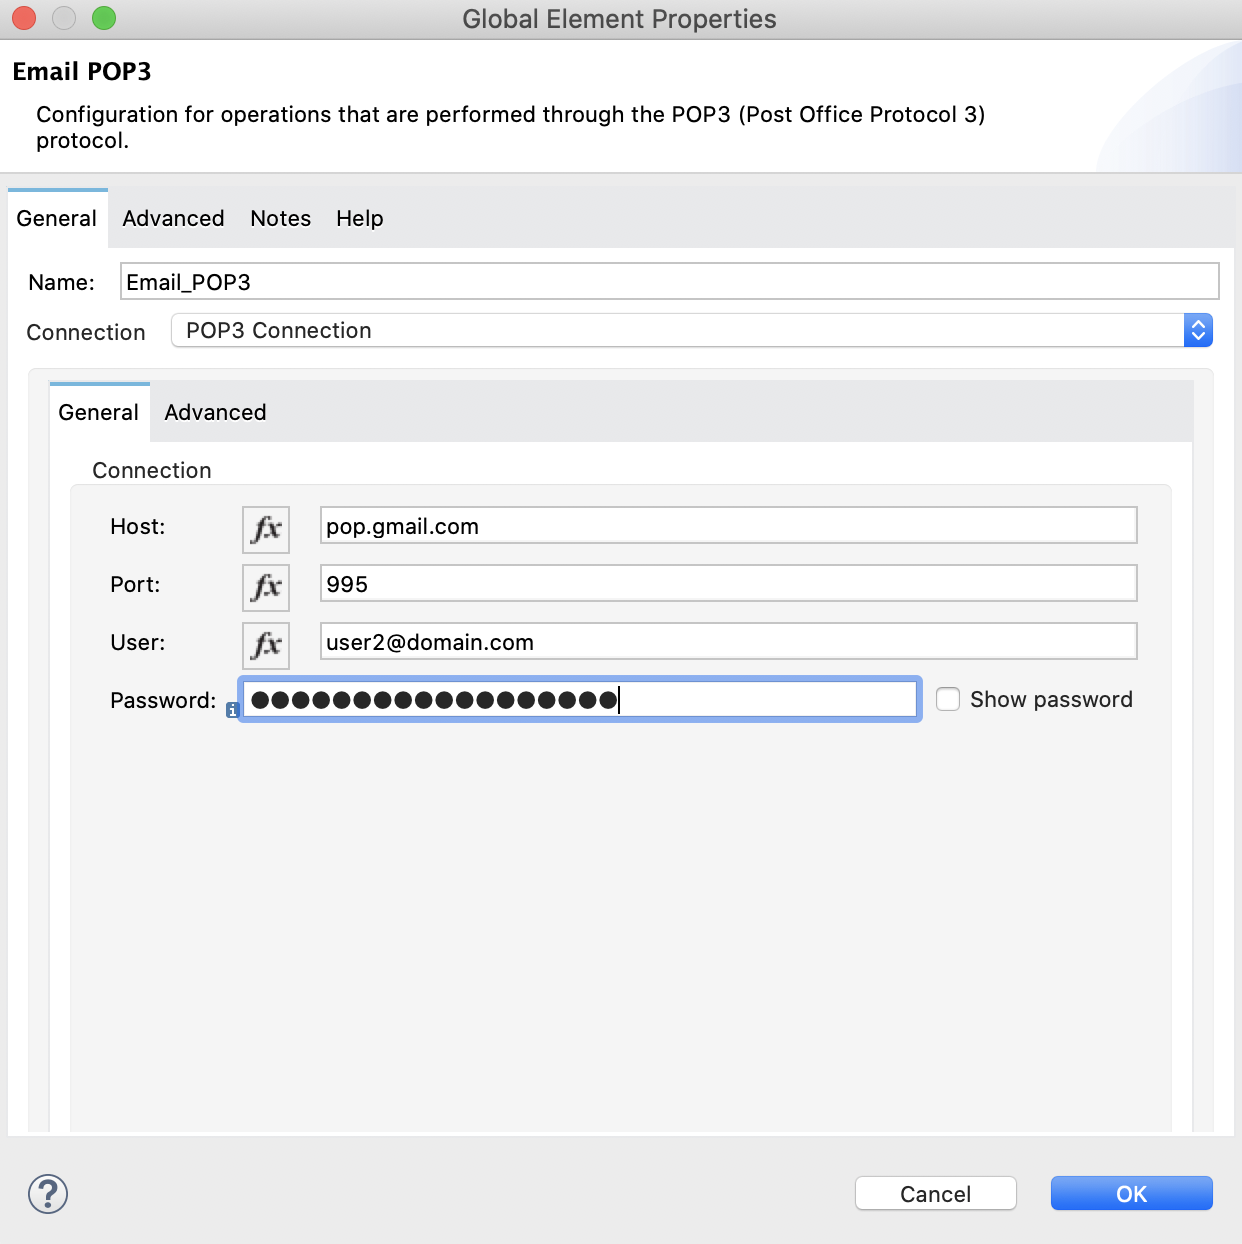 Global Element Properties
Email POP3
Configuration for operations that are performed through the POP3 (Post Office Protocol 3)
protocol.
General Advanced Notes Help
Name: Email_POP3
Connection POP3 Connection
General Advanced
Connection
Host: fx pop.gmail.com
Port: fx 995
User: fx user2@domain.com
Password: ●●●●●●●●●●●●●●●●●● Show password
? Cancel OK